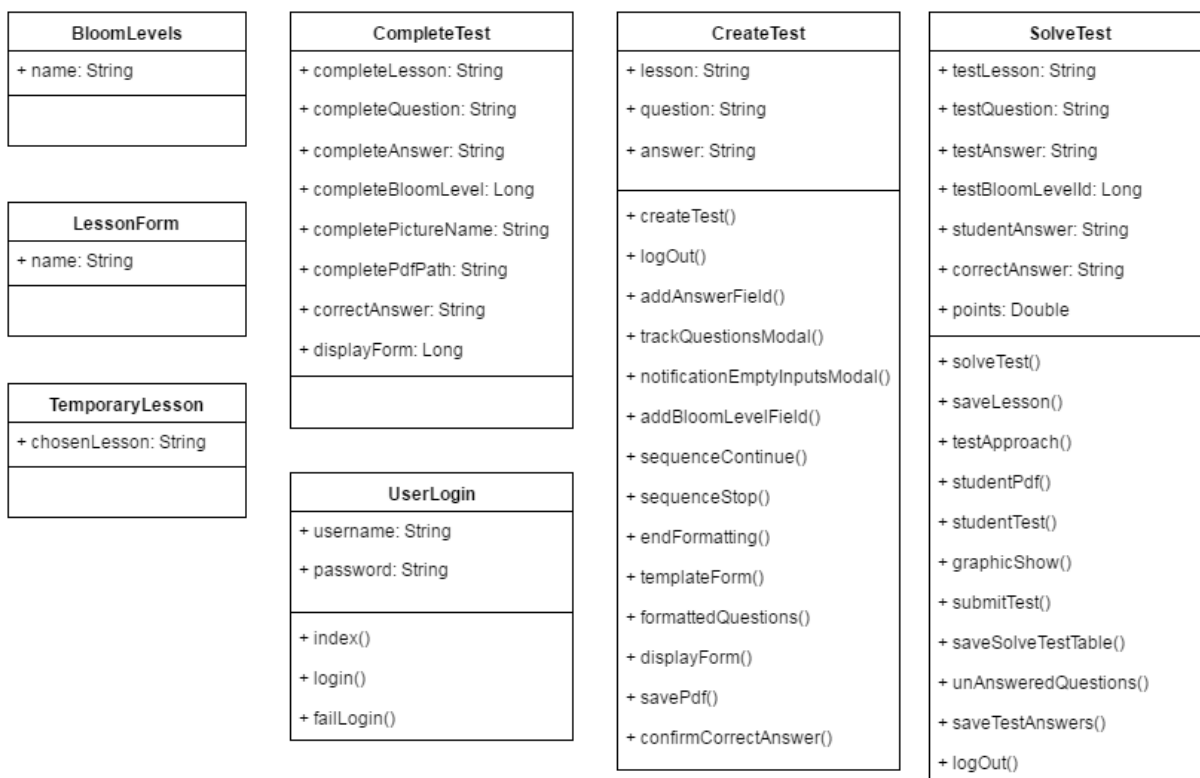 BloomLevels
+ name: String
LessonForm
+ name: String
TemporaryLesson
+ chosenLesson: String
CompleteTest
+ completeLesson: String
+ completeQuestion: String
+ completeAnswer: String
+ completeBloomLevel: Long
+ completePictureName: String
+ completePdfPath: String
+ correctAnswer: String
+ displayForm: Long
UserLogin
+ username: String
+ password: String
+ index()
+ login()
+ failLogin()
CreateTest
+ lesson: String
+ question: String
+ answer: String
+ createTest()
+ logOut()
+ addAnswerField()
+ trackQuestionsModal()
+ notificationEmptyInputsModal()
+ addBloomLevelField()
+ sequenceContinue()
+ sequenceStop()
+ endFormatting()
+ templateForm()
+ formattedQuestions()
+ displayForm()
+ savePdf()
+ confirmCorrectAnswer()
SolveTest
+ testLesson: String
+ testQuestion: String
+ testAnswer: String
+ testBloomLevelId: Long
+ studentAnswer: String
+ correctAnswer: String
+ points: Double
+ solveTest()
+ saveLesson()
+ testApproach()
+ studentPdf()
+ studentTest()
+ graphicShow()
+ submitTest()
+ saveSolveTestTable()
+ unAnsweredQuestions()
+ saveTestAnswers()
+ logOut()